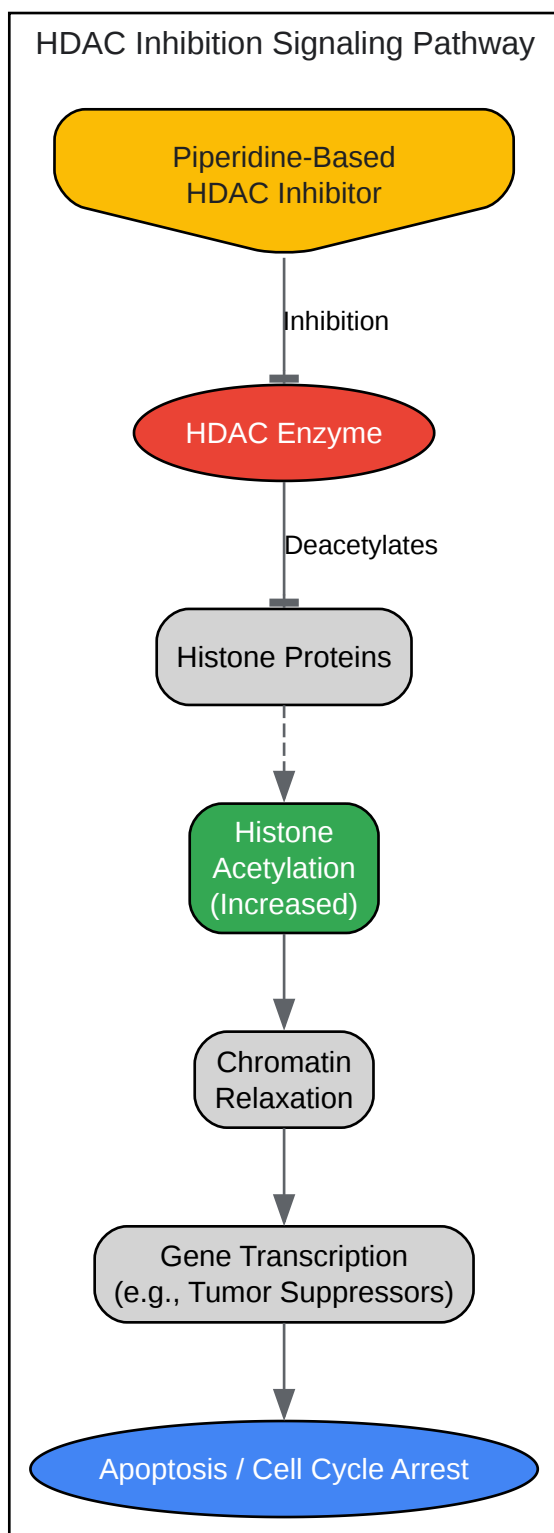 HDAC Inhibition Signaling Pathway
Piperidine-Based
HDAC Inhibitor
Inhibition
HDAC Enzyme
Deacetylates
Histone Proteins
Histone
Acetylation
(Increased)
Chromatin
Relaxation
Gene Transcription
(e.g., Tumor Suppressors)
Apoptosis / Cell Cycle Arrest